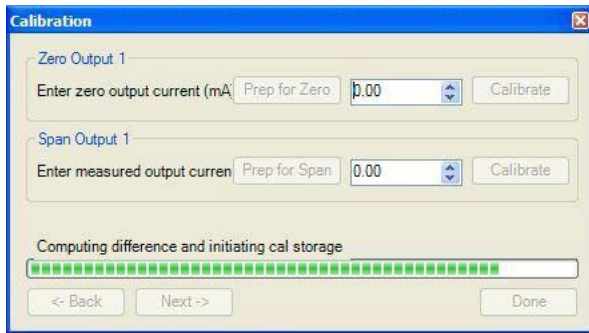 Calibration
Zero Output 1
Enter zero output current (mA) Prep for Zero 0.00 Calibrate
Span Output 1
Enter measured output curren Prep for Span 0.00 Calibrate
Computing difference and initiating cal storage
<- Back Next -> Done